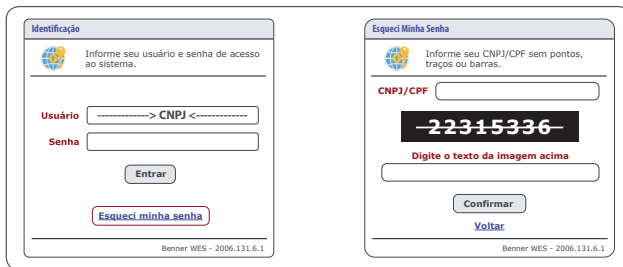 Identificação
Informe seu usuário e senha de acesso
ao sistema.
Usuário
-------------> CNPJ <-------------
Senha
Entrar
Esqueci minha senha
Benner WES - 2006.131.6.1
Esqueci Minha Senha
Informe seu CNPJ/CPF sem pontos,
traços ou barras.
CNPJ/CPF
22315336
Digite o texto da imagem acima
Confirmar
Voltar
Benner WES - 2006.131.6.1